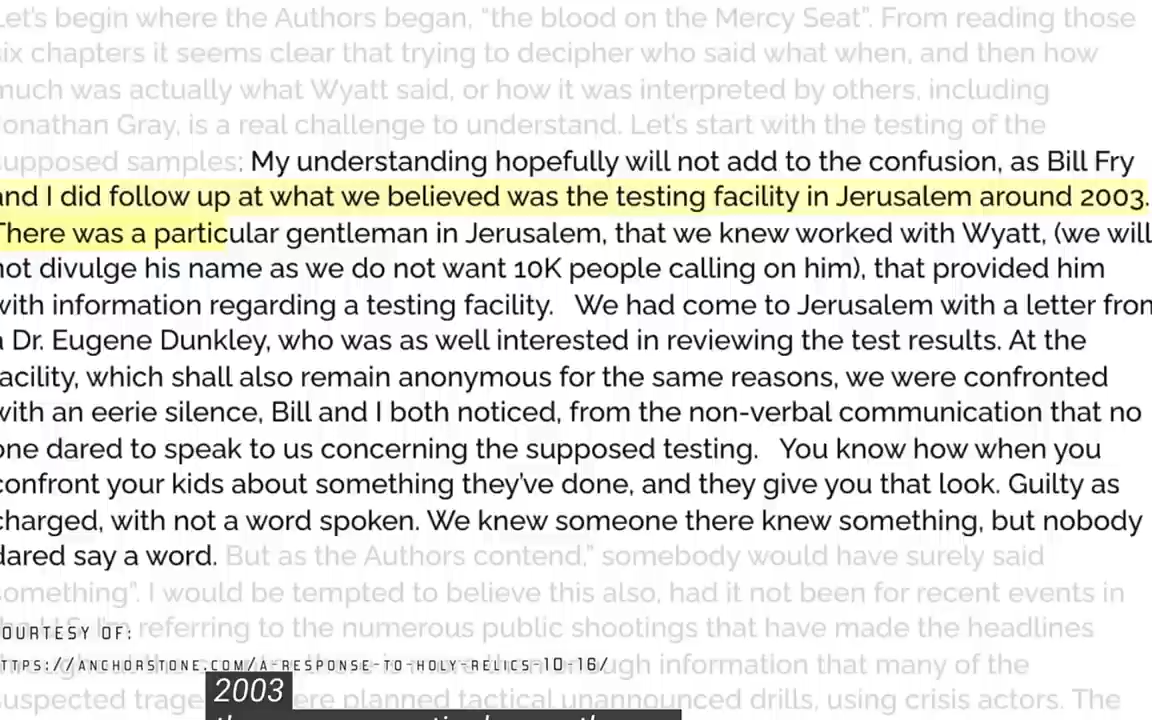 Let's begin where the Authors began, "the blood on the Mercy Seat". From reading those
six chapters it seems clear that trying to decipher who said what when, and then how
much was actually what Wyatt said, or how it was interpreted by others, including
Jonathan Gray, is a real challenge to understand. Let's start with the testing of the
supposed samples; My understanding hopefully will not add to the confusion, as Bill Fry
and I did follow up at what we believed was the testing facility in Jerusalem around 2003.
There was a particular gentleman in Jerusalem, that we knew worked with Wyatt, (we will
not divulge his name as we do not want 10K people calling on him), that provided him
with information regarding a testing facility. We had come to Jerusalem with a letter from
a Dr. Eugene Dunkley, who was as well interested in reviewing the test results. At the
facility, which shall also remain anonymous for the same reasons, we were confronted
with an eerie silence, Bill and I both noticed, from the non-verbal communication that no
one dared to speak to us concerning the supposed testing. You know how when you
confront your kids about something they've done, and they give you that look. Guilty as
charged, with not a word spoken. We knew someone there knew something, but nobody
dared say a word. But as the Authors contend," somebody would have surely said
something". I would be tempted to believe this also, had it not been for recent events in
referring to the numerous public shootings that have made the headlines
OURTESY OF:
information that many of the
TTPS://ANCHORSTONE.COM/A-RESPONSE-TO-HOLY-RELICS-10-16/
suspected were planned tactical unannounced drills, using crisis actors. The
2003